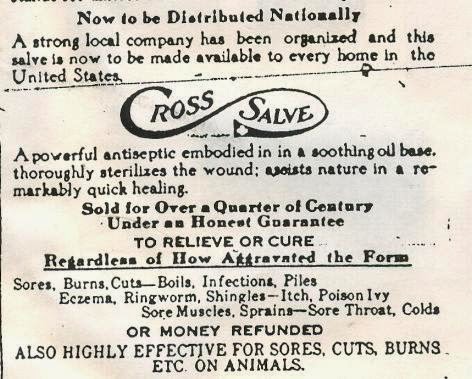 Now to be Distributed Nationally
A strong local company has been organized and this
salve is now to be made available to every home in the
United States.
CROSS SALVE
A powerful antiseptic embodied in in a soothing oil base.
thoroughly sterilizes the wound; assists nature in a re-
markably quick healing.
Sold for Over a Quarter of Century
Under an Honest Guarantee
TO RELIEVE OR CURE
Regardless of How Aggravated the Form
Sores, Burns, Cuts—Boils, Infections, Piles
Eczema, Ringworm, Shingles—Itch, Poison Ivy
Sore Muscles, Sprains—Sore Throat, Colds
OR MONEY REFUNDED
ALSO HIGHLY EFFECTIVE FOR SORES, CUTS, BURNS
ETC. ON ANIMALS.